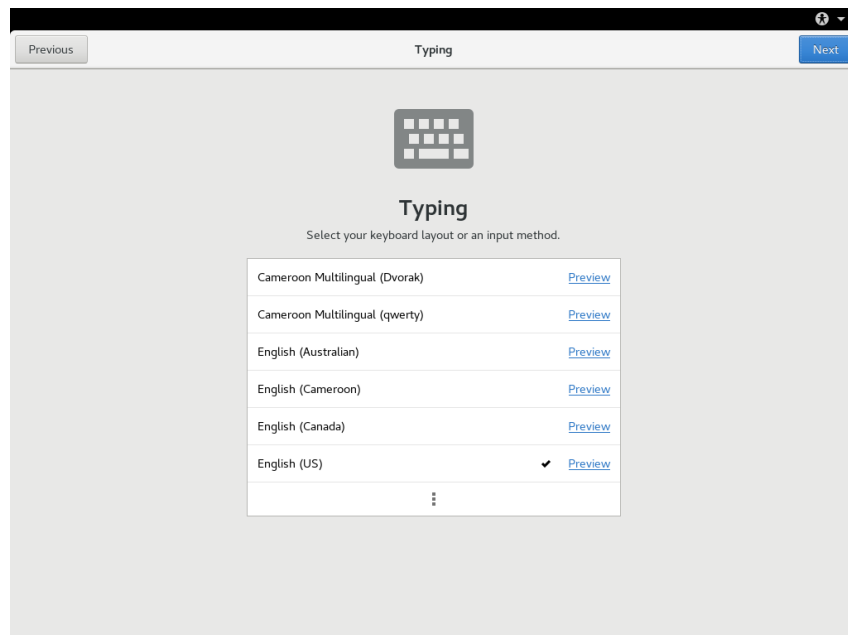 Previous Typing Next
Typing
Select your keyboard layout or an input method.
Cameroon Multilingual (Dvorak) Preview
Cameroon Multilingual (qwerty) Preview
English (Australian) Preview
English (Cameroon) Preview
English (Canada) Preview
English (US) Preview